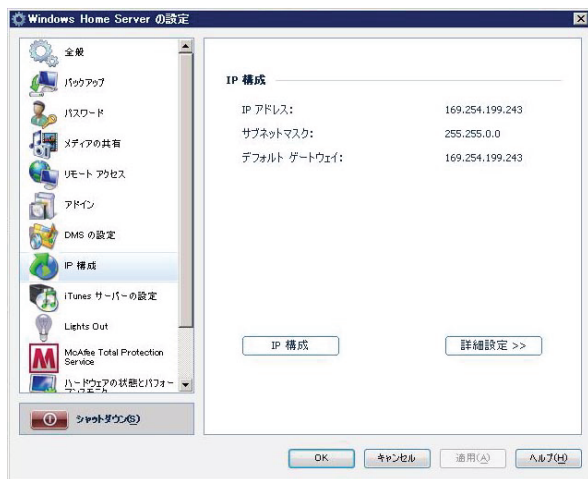 Windows Home Server の設定
全般
バックアップ
パスワード
メディアの共有
リモート アクセス
アドイン
DMS の設定
IP 構成
iTunes サーバーの設定
Lights Out
McAfee Total Protection
Service
ハードウェアの状態とパフォー
マンスモニタ
シャットダウン(S)
IP 構成
IP アドレス: 169.254.199.243
サブネットマスク: 255.255.0.0
デフォルト ゲートウェイ: 169.254.199.243
IP 構成
詳細設定 >>
OK
キャンセル
適用(A)
ヘルプ(H)